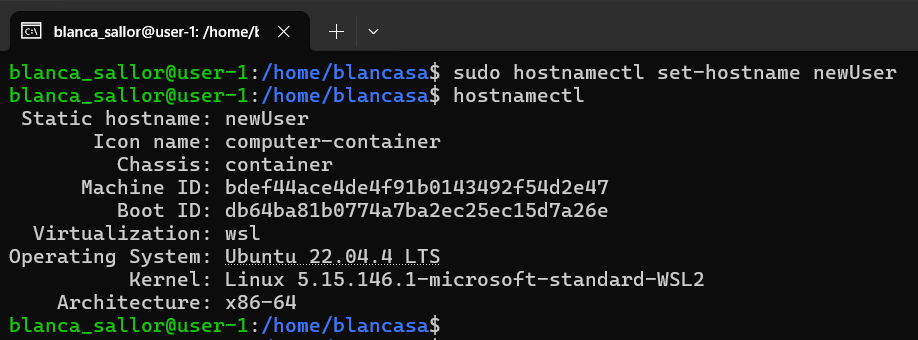 blanca_sallor@user-1: /home/b
blanca_sallor@user-1:/home/blancasa$ sudo hostnamectl set-hostname newUser
blanca_sallor@user-1:/home/blancasa$ hostnamectl
Static hostname: newUser
Icon name: computer-container
Chassis: container
Machine ID: bdef44ace4de4f91b0143492f54d2e47
Boot ID: db64ba81b0774a7ba2ec25ec15d7a26e
Virtualization: wsl
Operating System: Ubuntu 22.04.4 LTS
Kernel: Linux 5.15.146.1-microsoft-standard-WSL2
Architecture: x86-64
blanca_sallor@user-1:/home/blancasa$